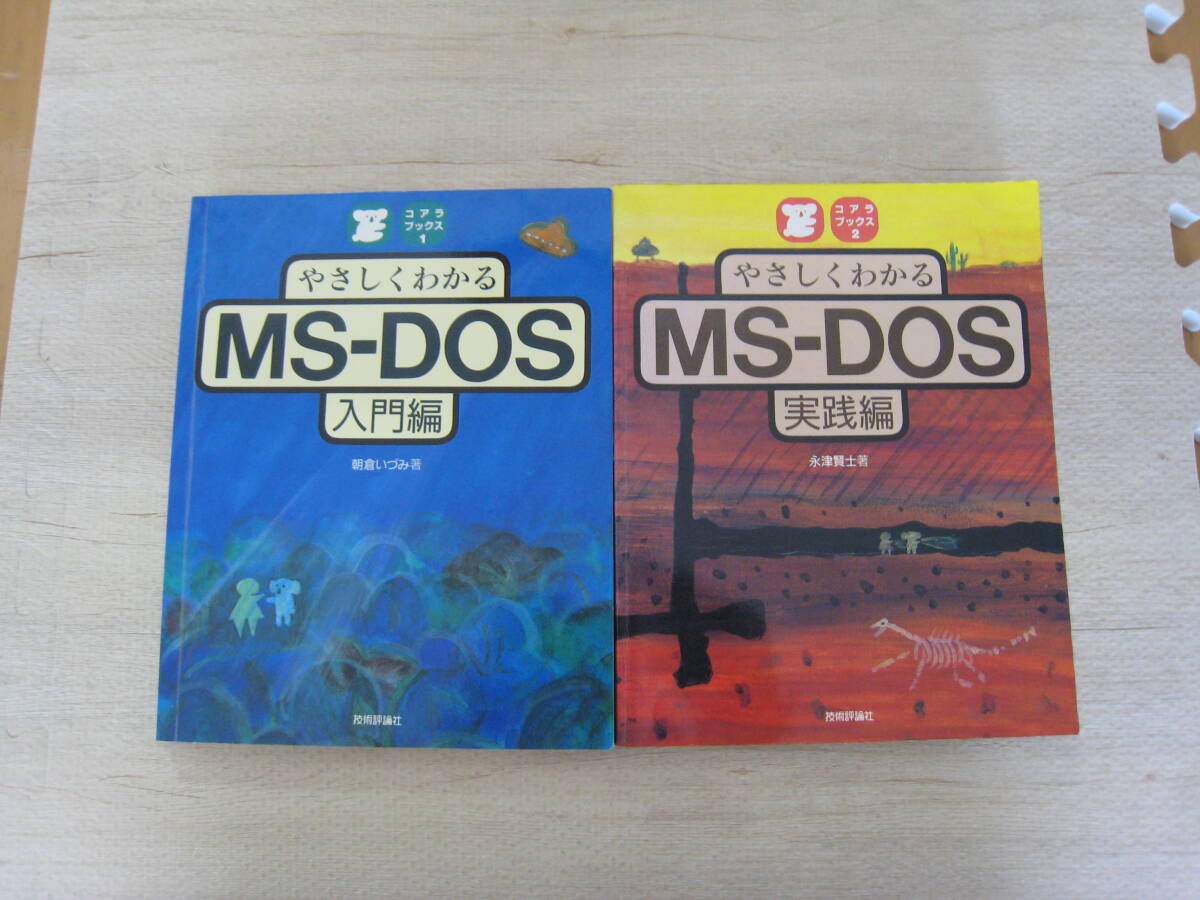 コアラ
ブックス
1
やさしくわかる
MS-DOS
入門編
朝倉いづみ著
技術評論社
コアラ
ブックス
2
やさしくわかる
MS-DOS
実践編
永津賢士著
技術評論社